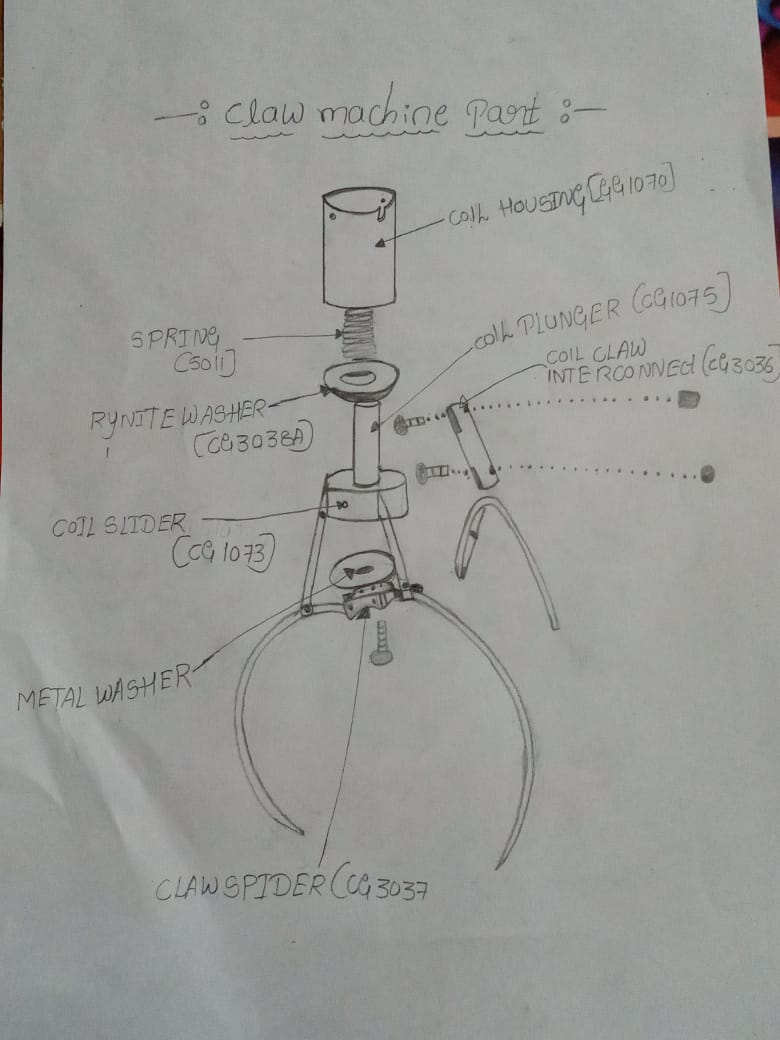 —: Claw machine Part :—
COIL HOUSING [CG1070]
SPRING
[5011]
COIL PLUNGER (CG1075]
COIL CLAW
INTERCONNECt (CG3036]
RYNITE WASHER
[CG3038A)
COIL SLIDER
[CG1073]
METAL WASHER
CLAW SPIDER (CG3037